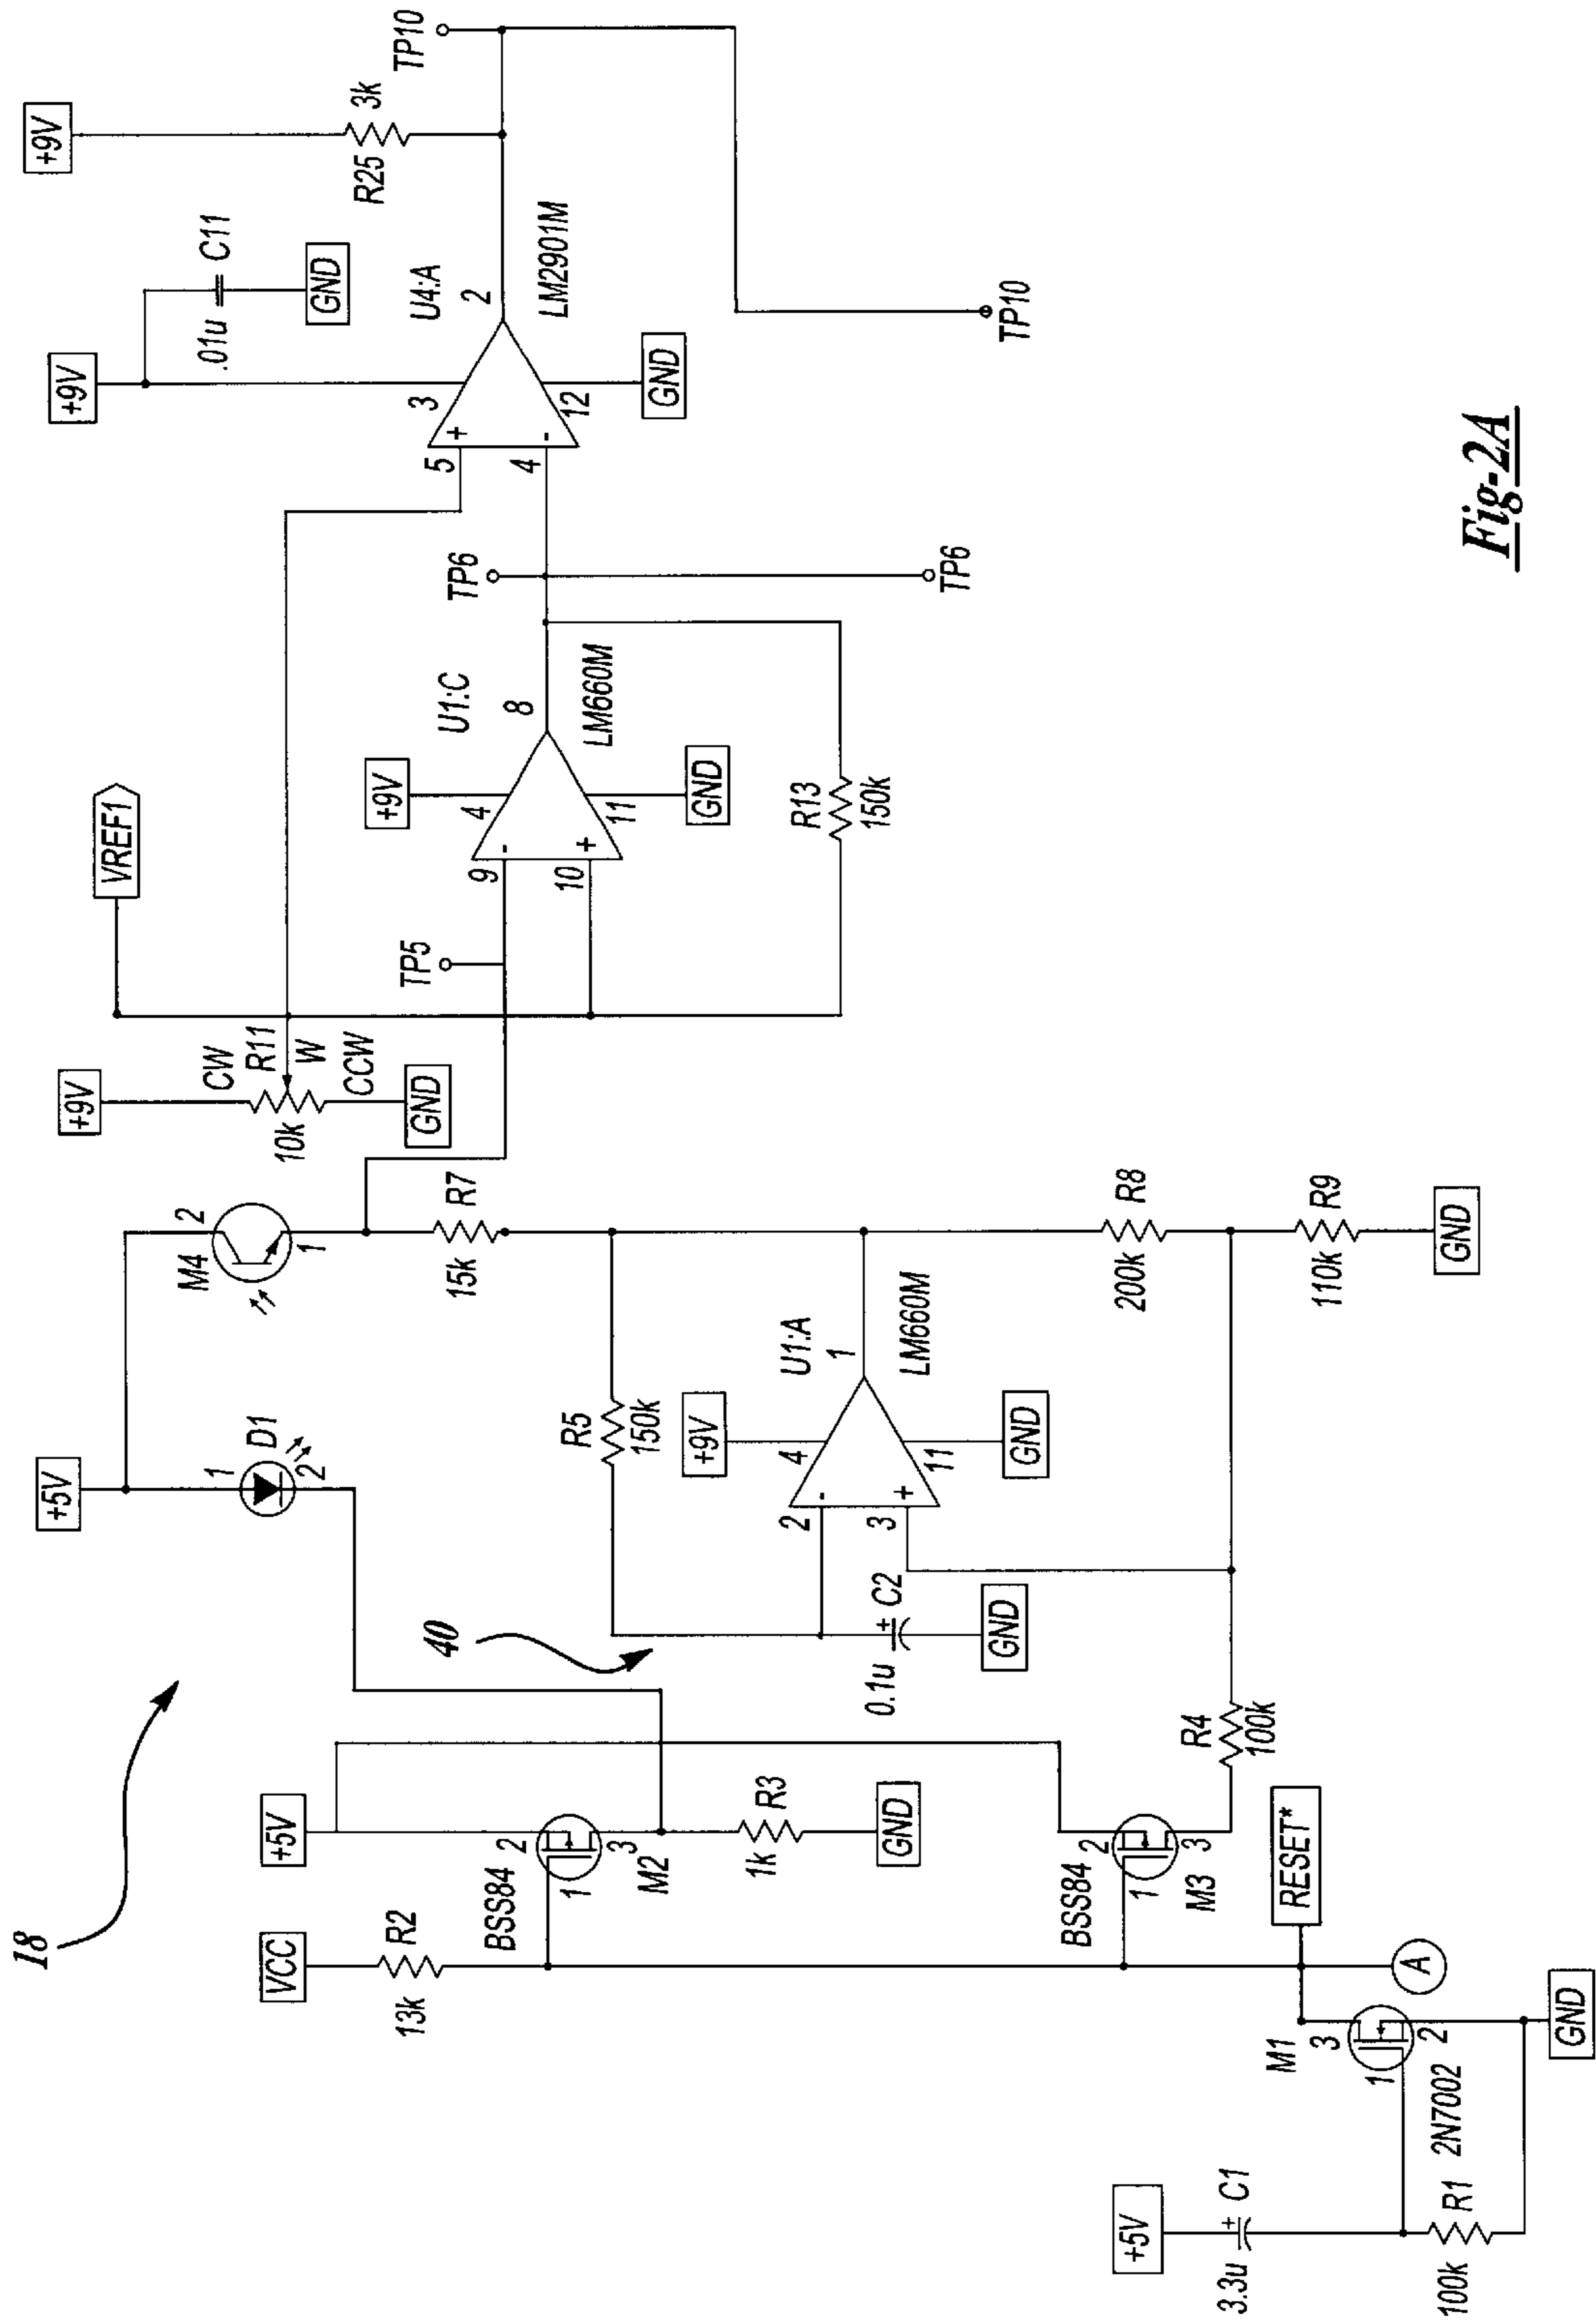 18
+5V
+9V
VREF1
+9V
+9V
D1
1
2
M4
2
1
CW
R11
W
CCW
10k
GND
.01u
C11
GND
R25
3k
TP10
VCC
R2
13k
+5V
BSS84
2
1
3
M2
R3
1k
GND
40
R7
15k
TP5
9
-
10
+
+9V
4
11
GND
U1:C
8
LM660M
TP6
5
+
4
-
3
12
GND
U4:A
2
LM2901M
R5
150k
0.1u
C2
GND
2
-
3
+
+9V
4
11
GND
U1:A
1
LM660M
R13
150k
TP6
TP10
BSS84
2
1
3
M3
R4
100k
200k
R8
110k
R9
GND
RESET*
A
+5V
3.3u
C1
100k
R1
M1
3
1
2
2N7002
GND
Fig-2A